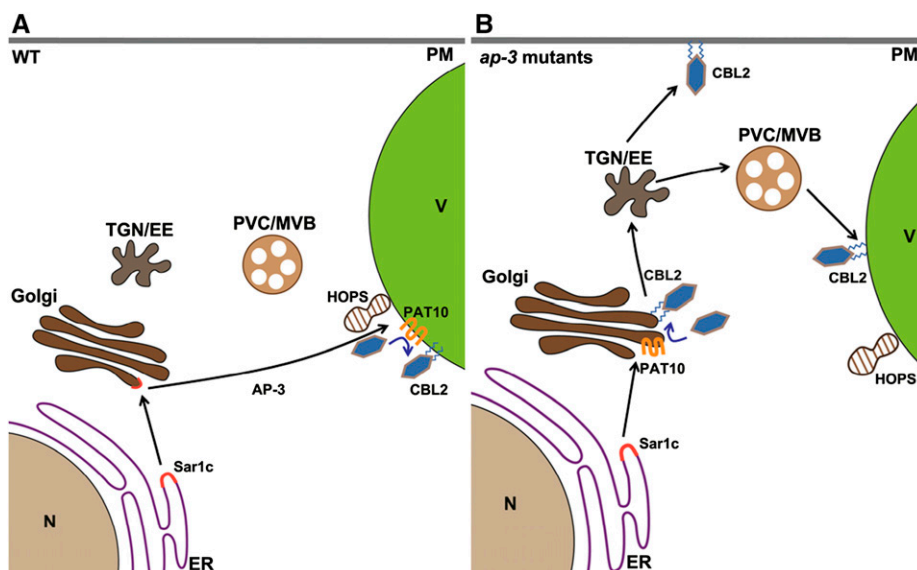 A
WT
PM
V
TGN/EE
PVC/MVB
Golgi
HOPS
PAT10
CBL2
AP-3
Sar1c
N
ER
B
ap-3 mutants
PM
CBL2
PVC/MVB
TGN/EE
V
CBL2
CBL2
PAT10
HOPS
Sar1c
N
ER